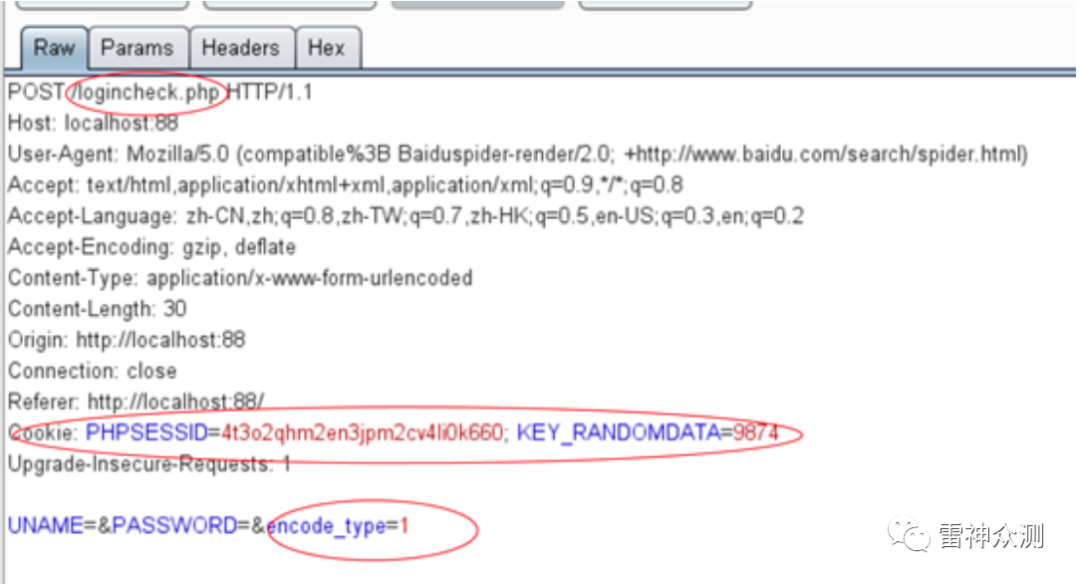 Raw Params Headers Hex
POST /logincheck.php HTTP/1.1
Host: localhost:88
User-Agent: Mozilla/5.0 (compatible%3B Baiduspider-render/2.0; +http://www.baidu.com/search/spider.html)
Accept: text/html,application/xhtml+xml,application/xml;q=0.9,*/*;q=0.8
Accept-Language: zh-CN,zh;q=0.8,zh-TW;q=0.7,zh-HK;q=0.5,en-US;q=0.3,en;q=0.2
Accept-Encoding: gzip, deflate
Content-Type: application/x-www-form-urlencoded
Content-Length: 30
Origin: http://localhost:88
Connection: close
Referer: http://localhost:88/
Cookie: PHPSESSID=4t3o2qhm2en3jpm2cv4li0k660; KEY_RANDOMDATA=9874
Upgrade-Insecure-Requests: 1
UNAME=&PASSWORD=&encode_type=1
雷神众测